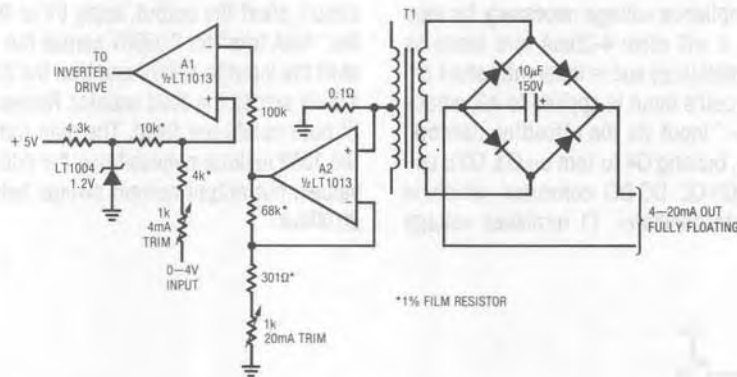 T1
TO
INVERTER
DRIVE
A1
½LT1013
10µF
150V
+
0.1Ω
100k
+ 5V
4.3k
10k*
LT1004
1.2V
4k*
A2
½LT1013
+
1k
4mA
TRIM
68k*
0—4V
INPUT
4—20mA OUT
FULLY FLOATING
301Ω*
*1% FILM RESISTOR
1k
20mA TRIM